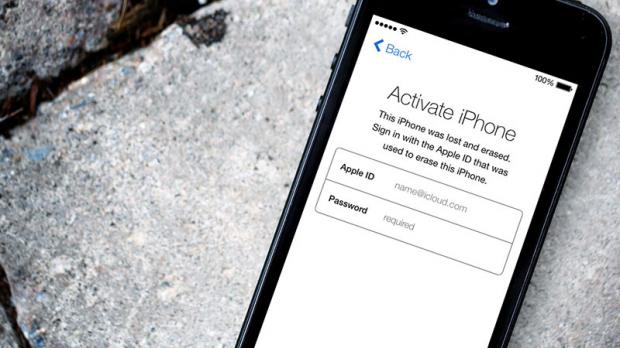 Back
100%
Activate iPhone
This iPhone was lost and erased.
Sign in with the Apple ID that was
used to erase this iPhone.
Apple ID name@icloud.com
Password required